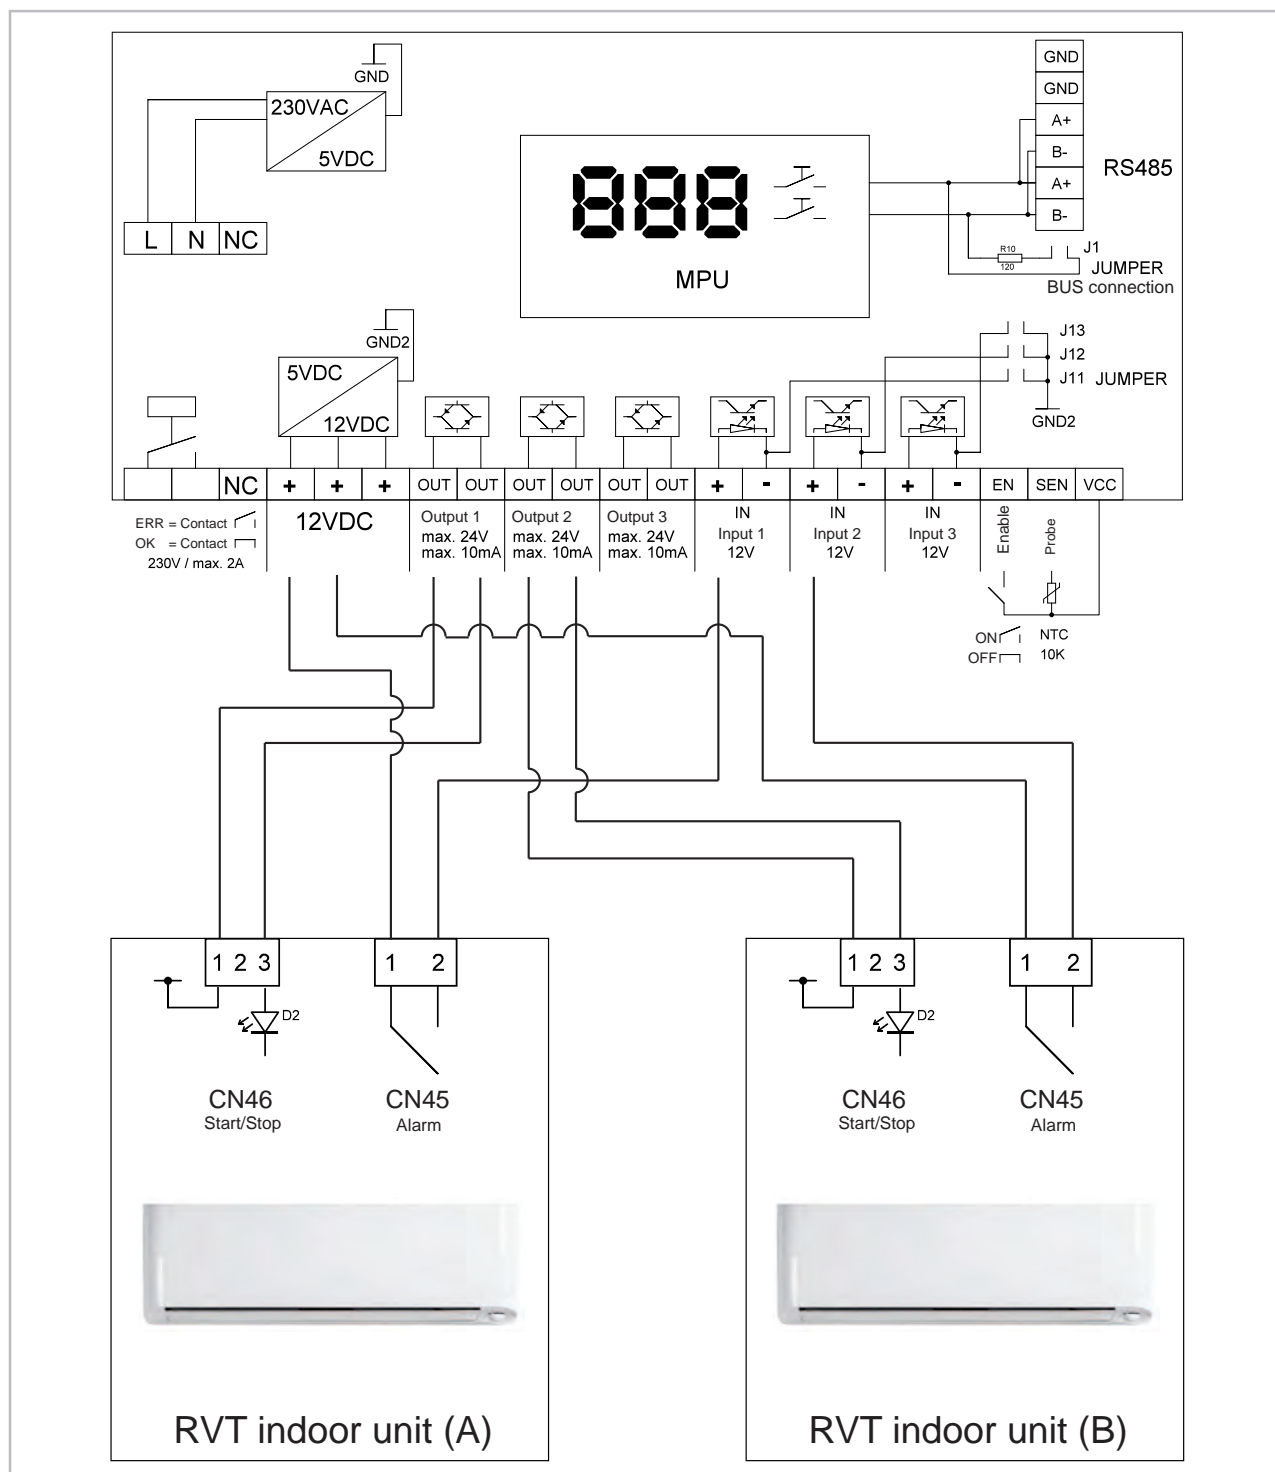 GND
230VAC
5VDC
L N NC
888
MPU
GND
GND
A+
B-
A+
B-
RS485
R10
120
J1
JUMPER
BUS connection
GND2
5VDC
12VDC
J13
J12
J11 JUMPER
GND2
NC + + + OUT OUT OUT OUT OUT OUT + - + - + - EN SEN VCC
ERR = Contact
OK = Contact
230V / max. 2A
12VDC
Output 1
max. 24V
max. 10mA
Output 2
max. 24V
max. 10mA
Output 3
max. 24V
max. 10mA
IN
Input 1
12V
IN
Input 2
12V
IN
Input 3
12V
Enable
Probe
ON
OFF
NTC
10K
1 2 3
1 2
D2
CN46
Start/Stop
CN45
Alarm
RVT indoor unit (A)
1 2 3
1 2
D2
CN46
Start/Stop
CN45
Alarm
RVT indoor unit (B)